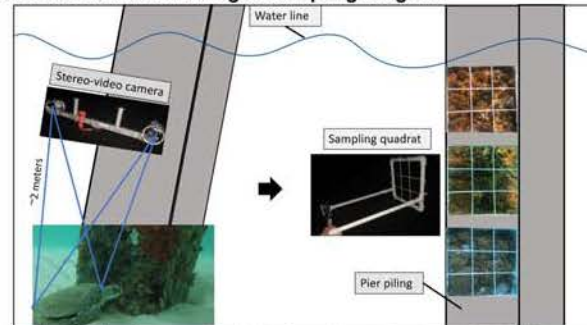 Water line
Stereo-video camera
Sampling quadrat
~2 meters
Pier piling